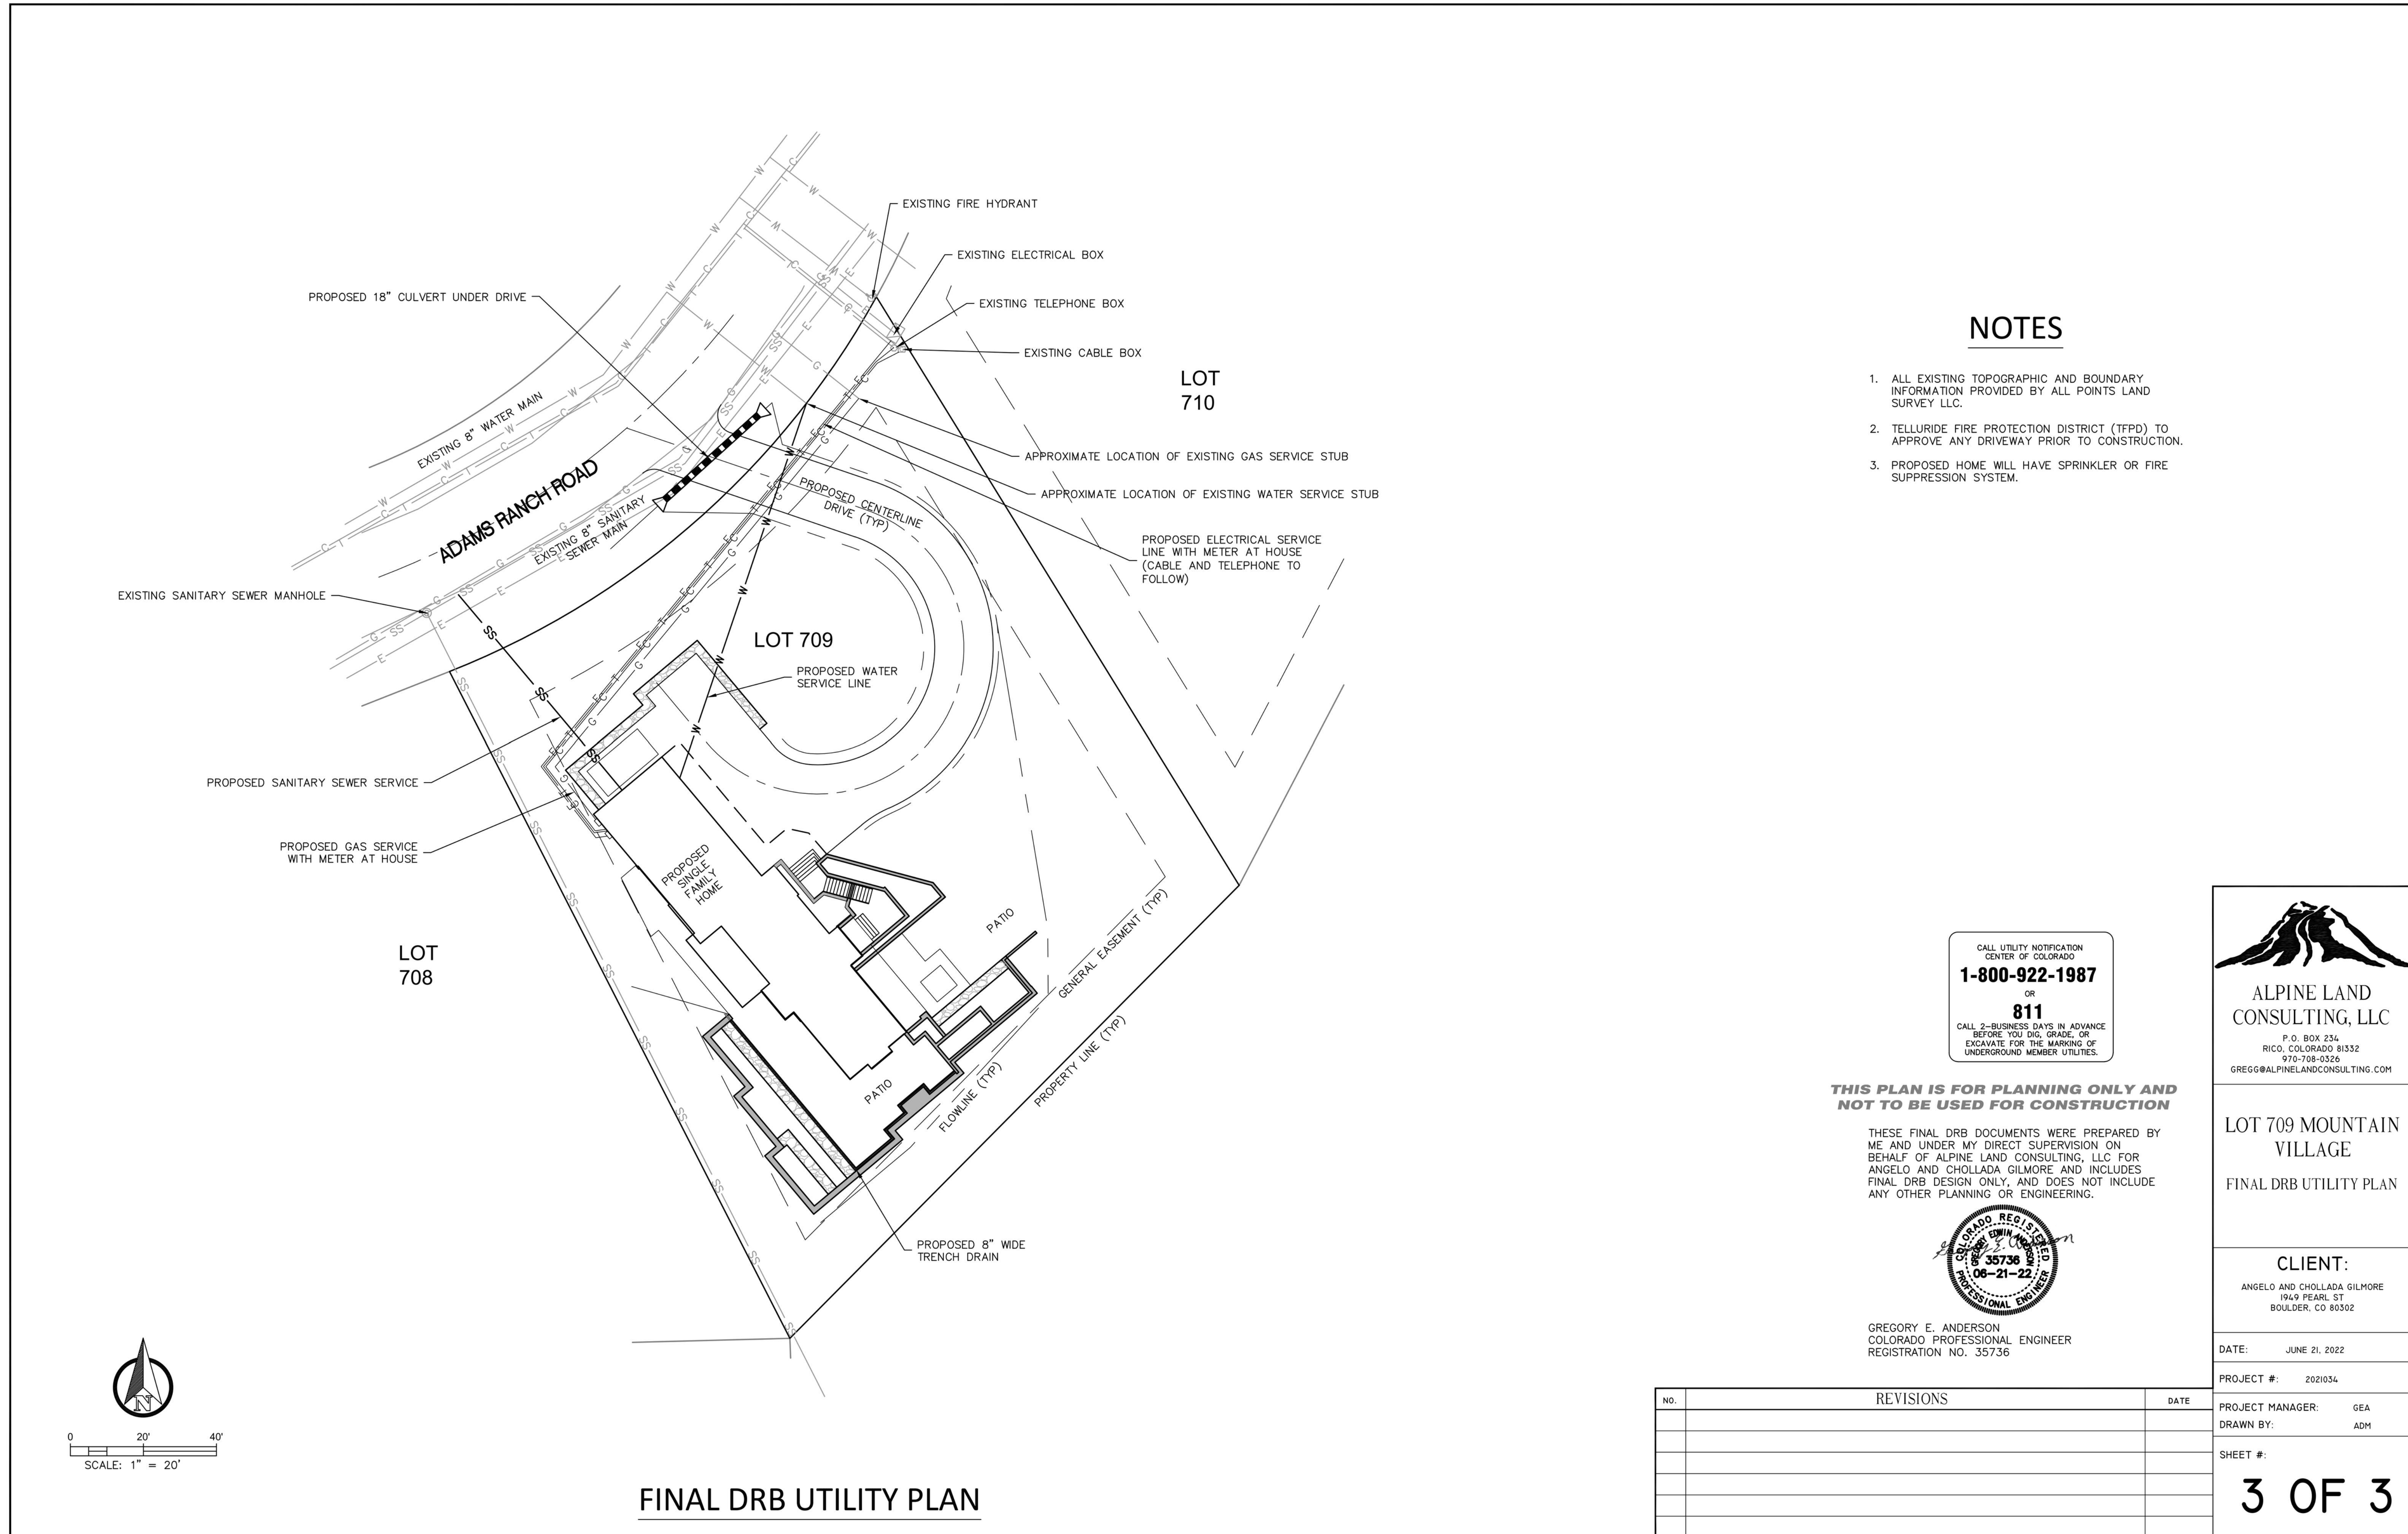 EXISTING FIRE HYDRANT
EXISTING ELECTRICAL BOX
PROPOSED 18" CULVERT UNDER DRIVE
EXISTING TELEPHONE BOX
EXISTING CABLE BOX
LOT
710
EXISTING 8" WATER MAIN
ADAMS RANCH ROAD
EXISTING 8" SANITARY
SEWER MAIN
APPROXIMATE LOCATION OF EXISTING GAS SERVICE STUB
APPROXIMATE LOCATION OF EXISTING WATER SERVICE STUB
PROPOSED CENTERLINE
DRIVE (TYP)
PROPOSED ELECTRICAL SERVICE
LINE WITH METER AT HOUSE
(CABLE AND TELEPHONE TO
FOLLOW)
EXISTING SANITARY SEWER MANHOLE
LOT 709
PROPOSED WATER
SERVICE LINE
PROPOSED SANITARY SEWER SERVICE
PROPOSED GAS SERVICE
WITH METER AT HOUSE
PROPOSED
SINGLE
FAMILY
HOME
LOT
708
PATIO
GENERAL EASEMENT (TYP)
PROPERTY LINE (TYP)
FLOWLINE (TYP)
PATIO
PROPOSED 8" WIDE
TRENCH DRAIN
N
0 20' 40'
SCALE: 1" = 20'
FINAL DRB UTILITY PLAN
NOTES
1. ALL EXISTING TOPOGRAPHIC AND BOUNDARY
INFORMATION PROVIDED BY ALL POINTS LAND
SURVEY LLC.
2. TELLURIDE FIRE PROTECTION DISTRICT (TFPD) TO
APPROVE ANY DRIVEWAY PRIOR TO CONSTRUCTION.
3. PROPOSED HOME WILL HAVE SPRINKLER OR FIRE
SUPPRESSION SYSTEM.
CALL UTILITY NOTIFICATION
CENTER OF COLORADO
1-800-922-1987
OR
811
CALL 2-BUSINESS DAYS IN ADVANCE
BEFORE YOU DIG, GRADE, OR
EXCAVATE FOR THE MARKING OF
UNDERGROUND MEMBER UTILITIES.
THIS PLAN IS FOR PLANNING ONLY AND
NOT TO BE USED FOR CONSTRUCTION
THESE FINAL DRB DOCUMENTS WERE PREPARED BY
ME AND UNDER MY DIRECT SUPERVISION ON
BEHALF OF ALPINE LAND CONSULTING, LLC FOR
ANGELO AND CHOLLADA GILMORE AND INCLUDES
FINAL DRB DESIGN ONLY, AND DOES NOT INCLUDE
ANY OTHER PLANNING OR ENGINEERING.
COLORADO REGISTERED
GREGORY EDWIN ANDERSON
35736
06-21-22
PROFESSIONAL ENGINEER
GREGORY E. ANDERSON
COLORADO PROFESSIONAL ENGINEER
REGISTRATION NO. 35736
NO. REVISIONS DATE
ALPINE LAND
CONSULTING, LLC
P.O. BOX 234
RICO, COLORADO 81332
970-708-0326
GREGG@ALPINELANDCONSULTING.COM
LOT 709 MOUNTAIN
VILLAGE
FINAL DRB UTILITY PLAN
CLIENT:
ANGELO AND CHOLLADA GILMORE
1949 PEARL ST
BOULDER, CO 80302
DATE: JUNE 21, 2022
PROJECT #: 2021034
PROJECT MANAGER: GEA
DRAWN BY: ADM
SHEET #:
3 OF 3